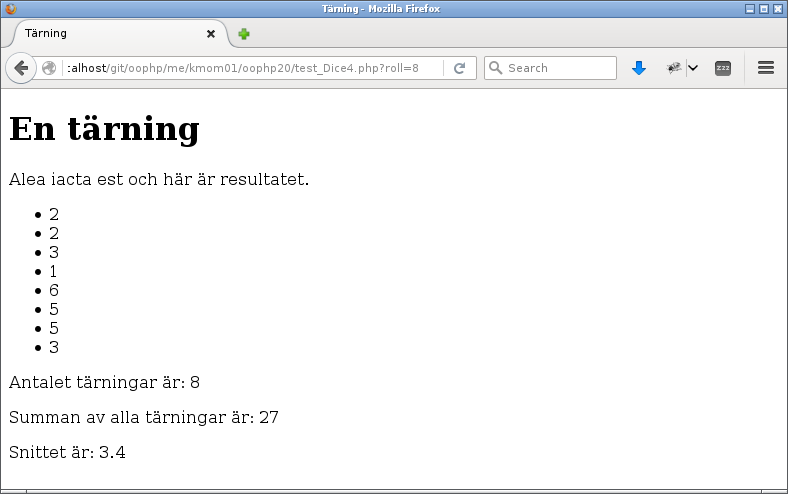 Tärning - Mozilla Firefox
Tärning
:alhost/git/oophp/me/kmom01/oophp20/test_Dice4.php?roll=8
Search
zzz
En tärning
Alea iacta est och här är resultatet.
• 2
• 2
• 3
• 1
• 6
• 5
• 5
• 3
Antalet tärningar är: 8
Summan av alla tärningar är: 27
Snittet är: 3.4